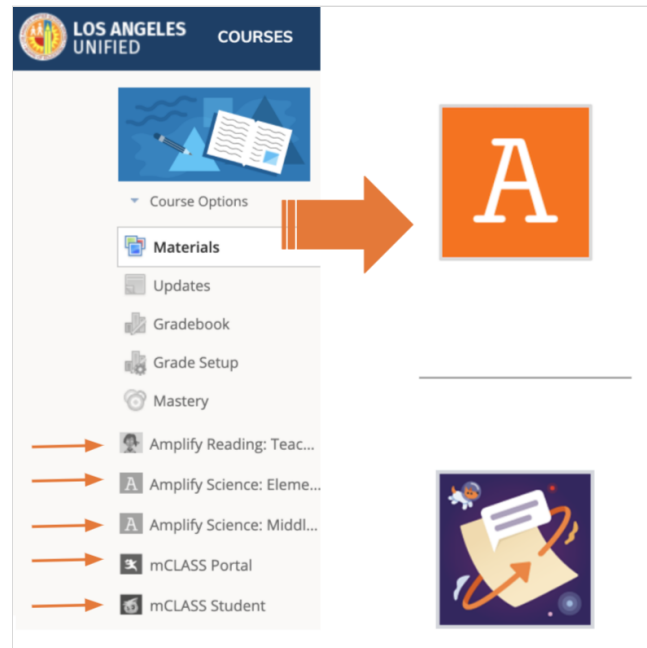 LOS ANGELES
UNIFIED
COURSES
Course Options
Materials
Updates
Gradebook
Grade Setup
Mastery
Amplify Reading: Teac...
A Amplify Science: Eleme...
A Amplify Science: Middl...
mCLASS Portal
mCLASS Student
A